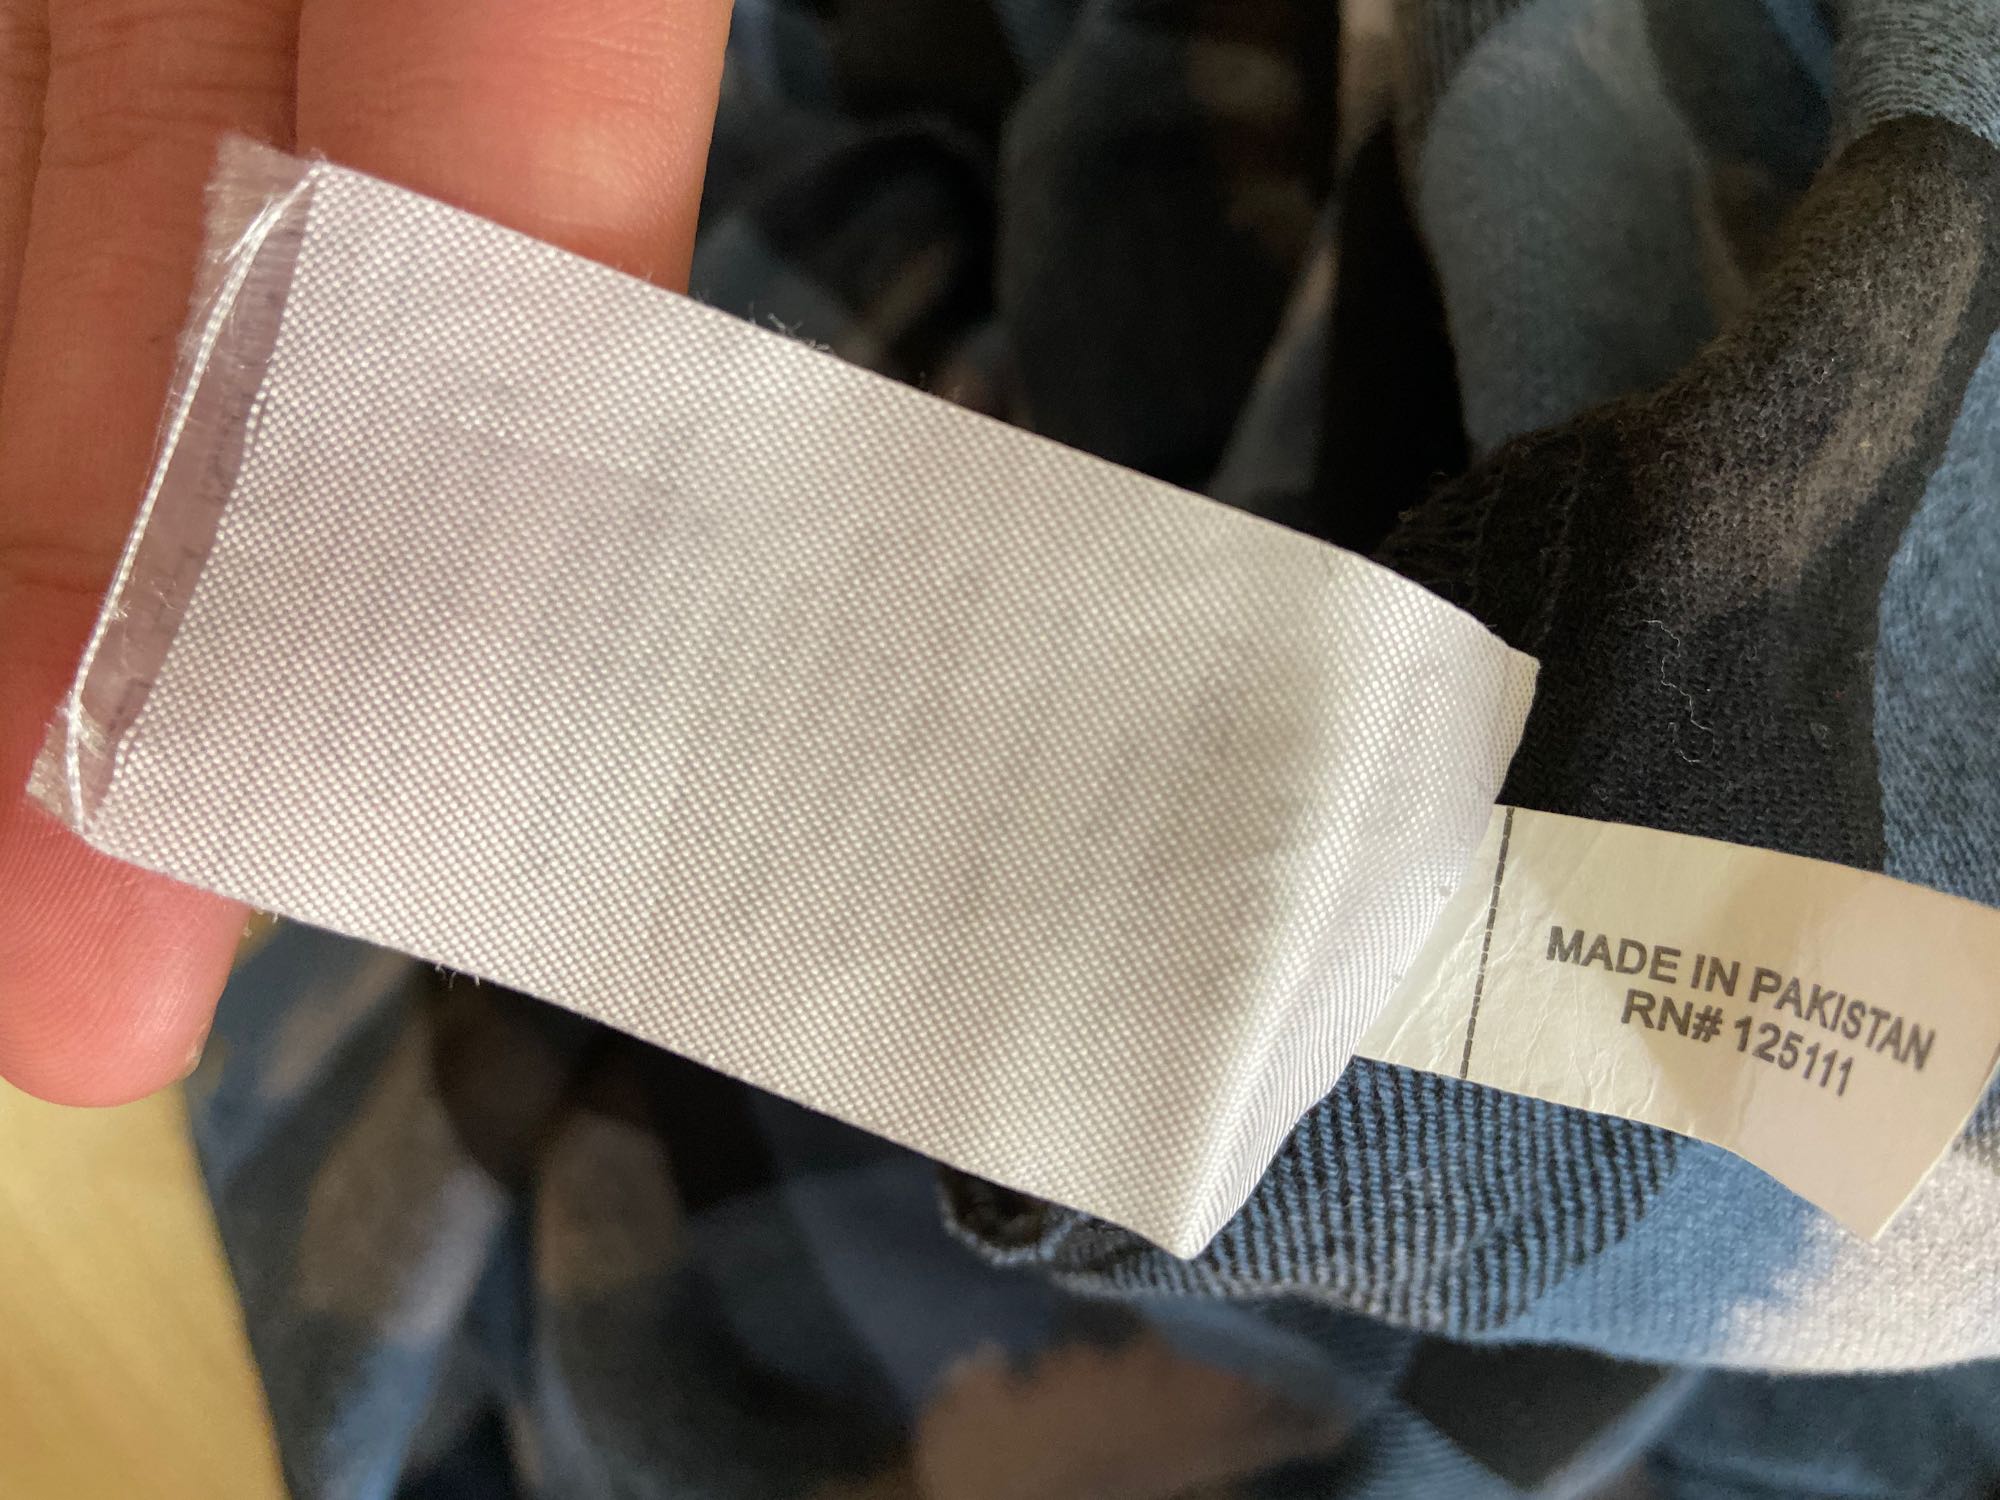 MADE IN PAKISTAN
RN# 125111